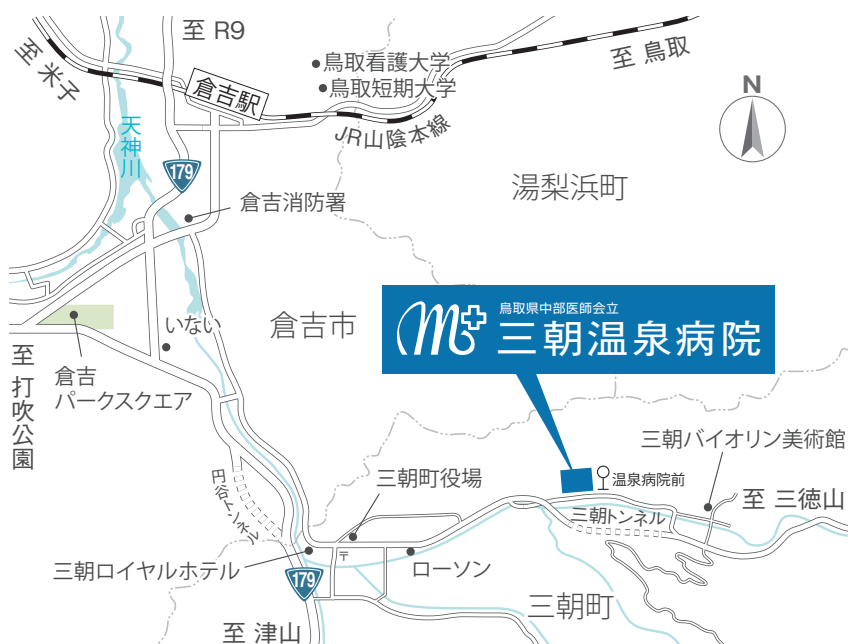 至 R9
至 米子
鳥取看護大学
鳥取短期大学
至 鳥取
倉吉駅
JR山陰本線
N
天神川
179
倉吉消防署
湯梨浜町
いない
倉吉市
鳥取県中部医師会立
三朝温泉病院
至 打吹公園
倉吉
パークスクエア
三朝バイオリン美術館
円谷トンネル
三朝町役場
温泉病院前
至 三徳山
三朝トンネル
三朝ロイヤルホテル
〒
ローソン
179
三朝町
至 津山